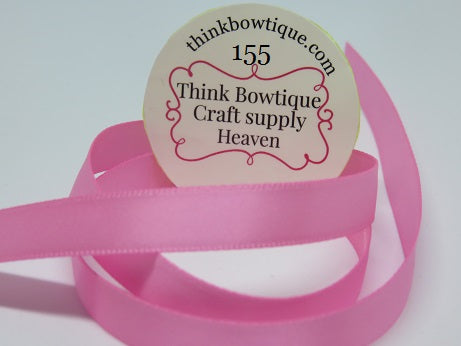 thinkbowtique.com
155
Think Bowtique
Craft supply
Heaven